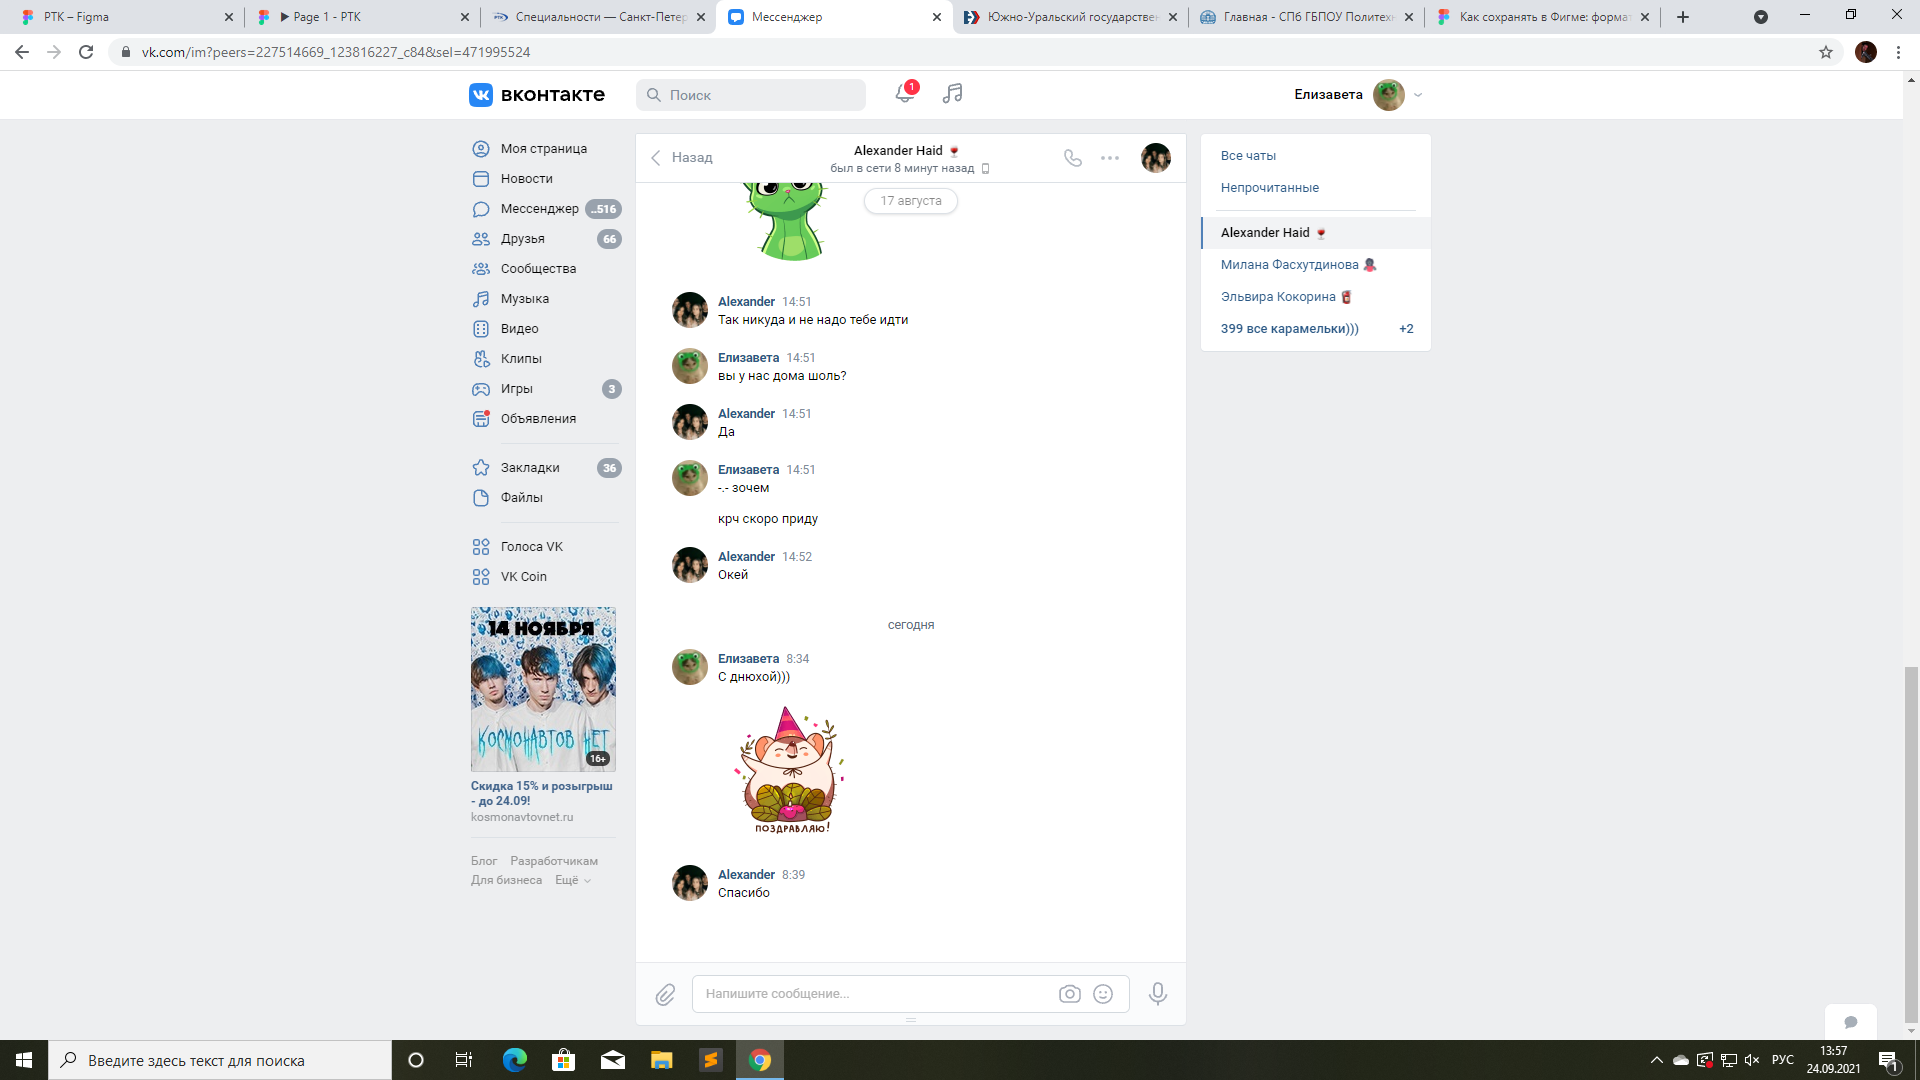 РТК – Figma
▶ Page 1 - РТК
Специальности — Санкт-Петер
Мессенджер
Южно-Уральский государствен
Главная - СПб ГБПОУ Политехн
Как сохранять в Фигме: формат
vk.com/im?peers=227514669_123816227_c84&sel=471995524
вконтакте
Поиск
1
Елизавета
Моя страница
Новости
Мессенджер ..516
Друзья 66
Сообщества
Музыка
Видео
Клипы
Игры 3
Объявления
Закладки 36
Файлы
Голоса VK
VK Coin
14 НОЯБРЯ
КОСМОНАВТОВ НЕТ
16+
Скидка 15% и розыгрыш
- до 24.09!
kosmonavtovnet.ru
Блог Разработчикам
Для бизнеса Ещё
Назад
Alexander Haid 🍷
был в сети 8 минут назад
17 августа
Alexander 14:51
Так никуда и не надо тебе идти
Елизавета 14:51
вы у нас дома шоль?
Alexander 14:51
Да
Елизавета 14:51
-.- зочем
крч скоро приду
Alexander 14:52
Окей
сегодня
Елизавета 8:34
С днюхой)))
ПОЗДРАВЛЯЮ!
Alexander 8:39
Спасибо
Напишите сообщение...
Все чаты
Непрочитанные
Alexander Haid 🍷
Милана Фасхутдинова
Эльвира Кокорина
399 все карамельки))) +2
Введите здесь текст для поиска
РУС
13:57
24.09.2021
1